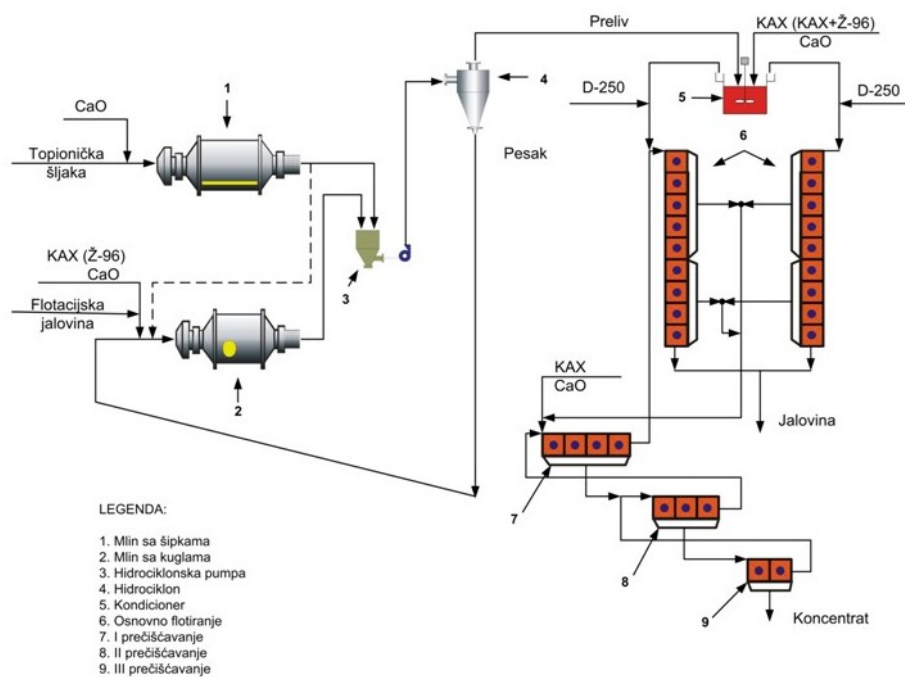 Preliv
KAX (KAX+Ž-96)
CaO
1
4
D-250
5
D-250
CaO
6
Topionička
šljaka
Pesak
KAX (Ž-96)
CaO
3
Flotacijska
jalovina
2
KAX
CaO
Jalovina
7
8
9
Koncentrat
LEGENDA:
1. Mlin sa šipkama
2. Mlin sa kuglama
3. Hidrociklonska pumpa
4. Hidrociklon
5. Kondicioner
6. Osnovno flotiranje
7. I prečišćavanje
8. II prečišćavanje
9. III prečišćavanje